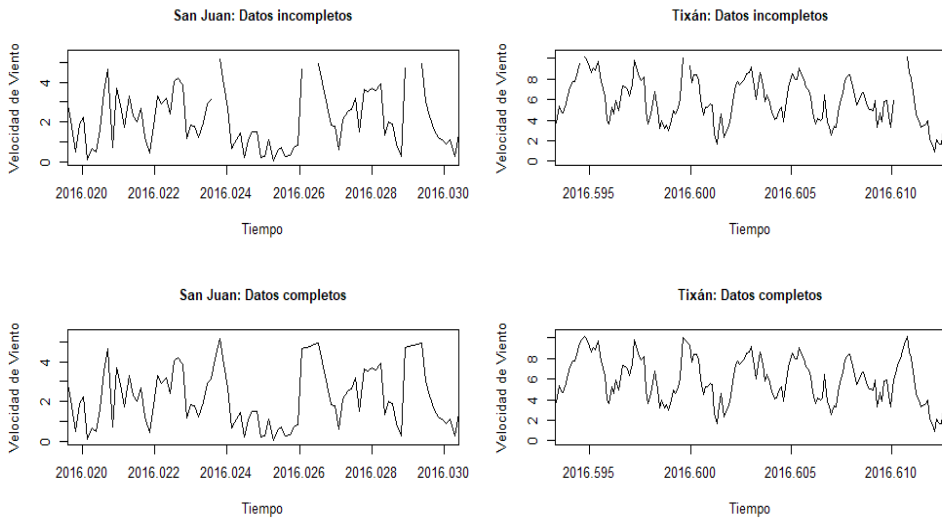 San Juan: Datos incompletos
Velocidad de Viento
0 2 4
2016.020 2016.022 2016.024 2016.026 2016.028 2016.030
Tiempo
Tixán: Datos incompletos
Velocidad de Viento
0 2 4 6 8
2016.595 2016.600 2016.605 2016.610
Tiempo
San Juan: Datos completos
Velocidad de Viento
0 2 4
2016.020 2016.022 2016.024 2016.026 2016.028 2016.030
Tiempo
Tixán: Datos completos
Velocidad de Viento
0 2 4 6 8
2016.595 2016.600 2016.605 2016.610
Tiempo